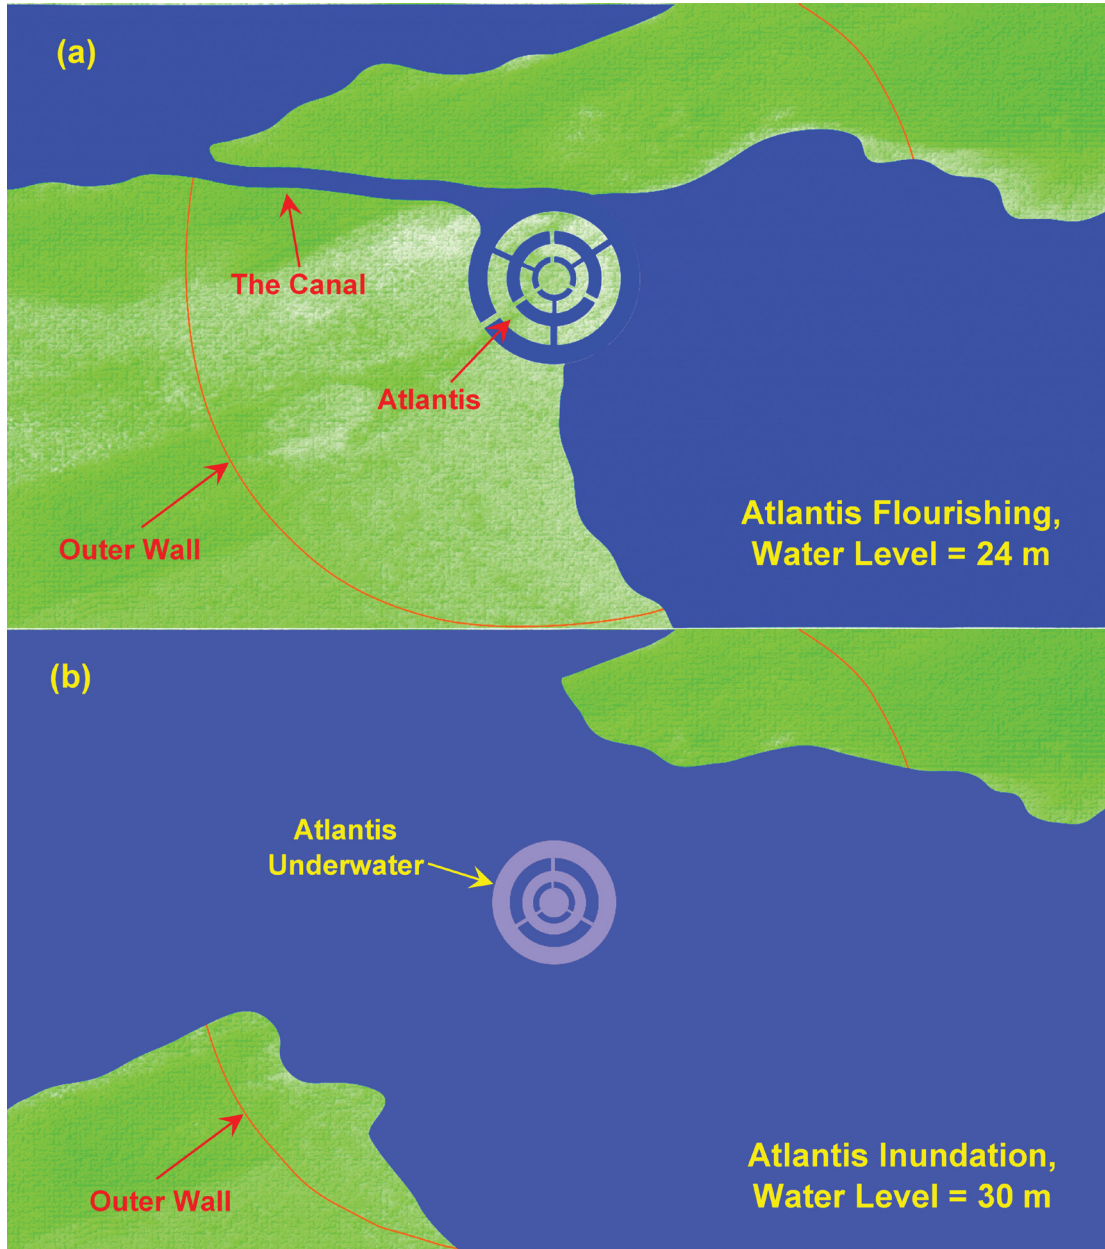 (a)
The Canal
Atlantis
Outer Wall
Atlantis Flourishing,
Water Level = 24 m
(b)
Atlantis
Underwater
Outer Wall
Atlantis Inundation,
Water Level = 30 m